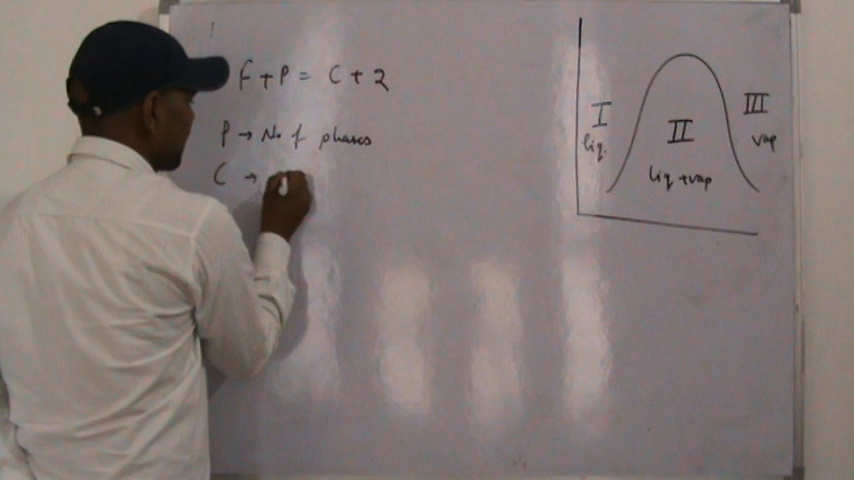 F + P = C + 2
P → No of phases
C →
I
liq.
II
liq + vap
III
vap